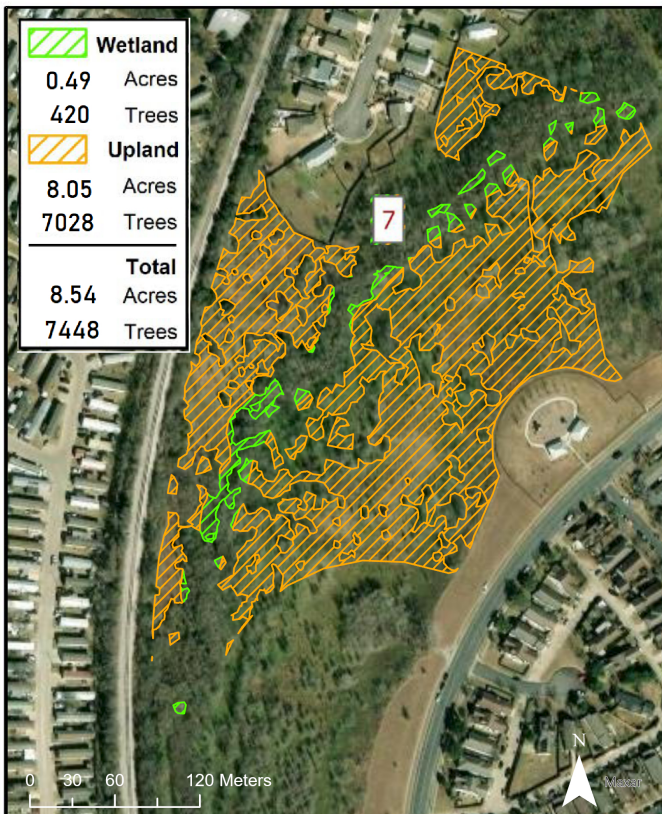 Wetland
0.49 Acres
420 Trees
Upland
8.05 Acres
7028 Trees
Total
8.54 Acres
7448 Trees
7
N
Maxar
0 30 60 120 Meters